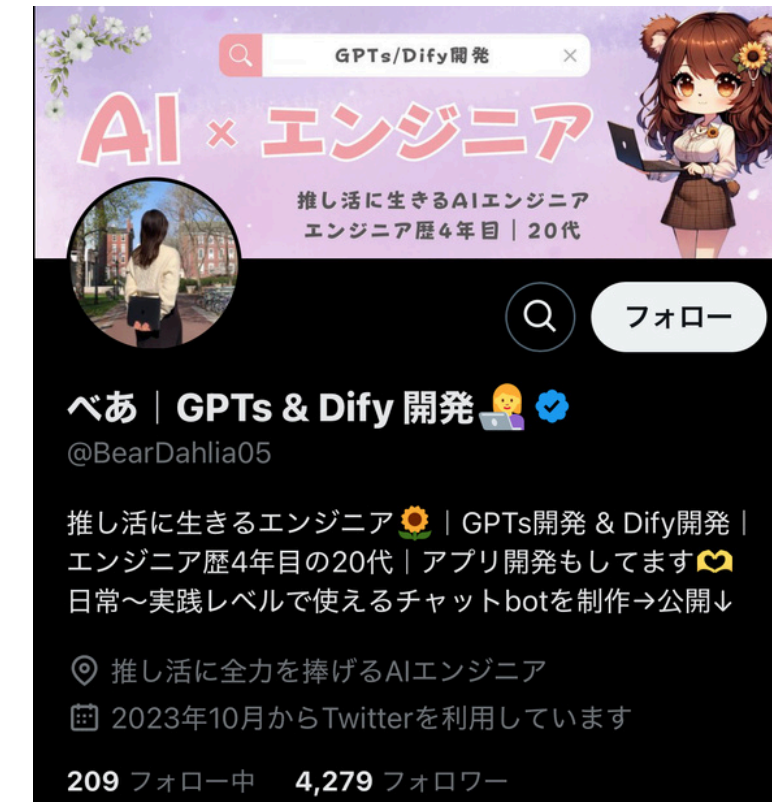 GPTs/Dify開発 ×
AI × エンジニア
推し活に生きるAIエンジニア
エンジニア歴4年目｜20代
フォロー
べあ｜GPTs & Dify 開発👩‍💻
@BearDahlia05
推し活に生きるエンジニア🌻｜GPTs開発 & Dify開発｜
エンジニア歴4年目の20代｜アプリ開発もしてます🫶
日常〜実践レベルで使えるチャットbotを制作→公開↓
推し活に全力を捧げるAIエンジニア
2023年10月からTwitterを利用しています
209 フォロー中 4,279 フォロワー